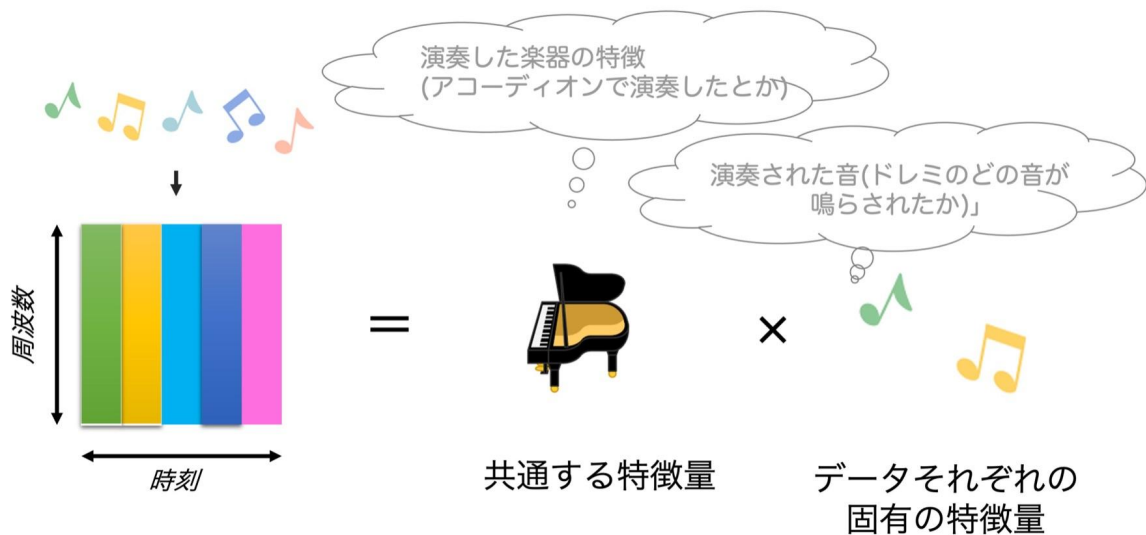 演奏した楽器の特徴
(アコーディオンで演奏したとか)
演奏された音(ドレミのどの音が
鳴らされたか)」
周波数
=
×
時刻
共通する特徴量
データそれぞれの
固有の特徴量